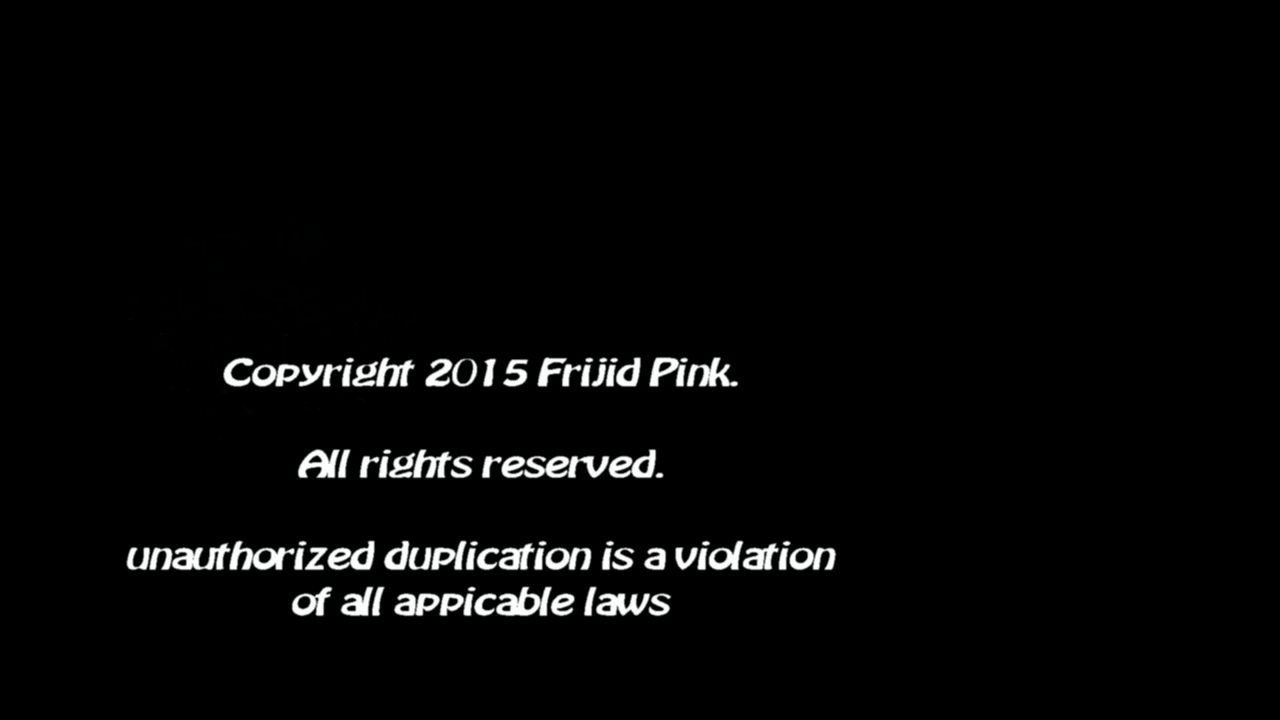 Copyright 2015 Frijid Pink.
All rights reserved.
unauthorized duplication is a violation
of all appicable laws